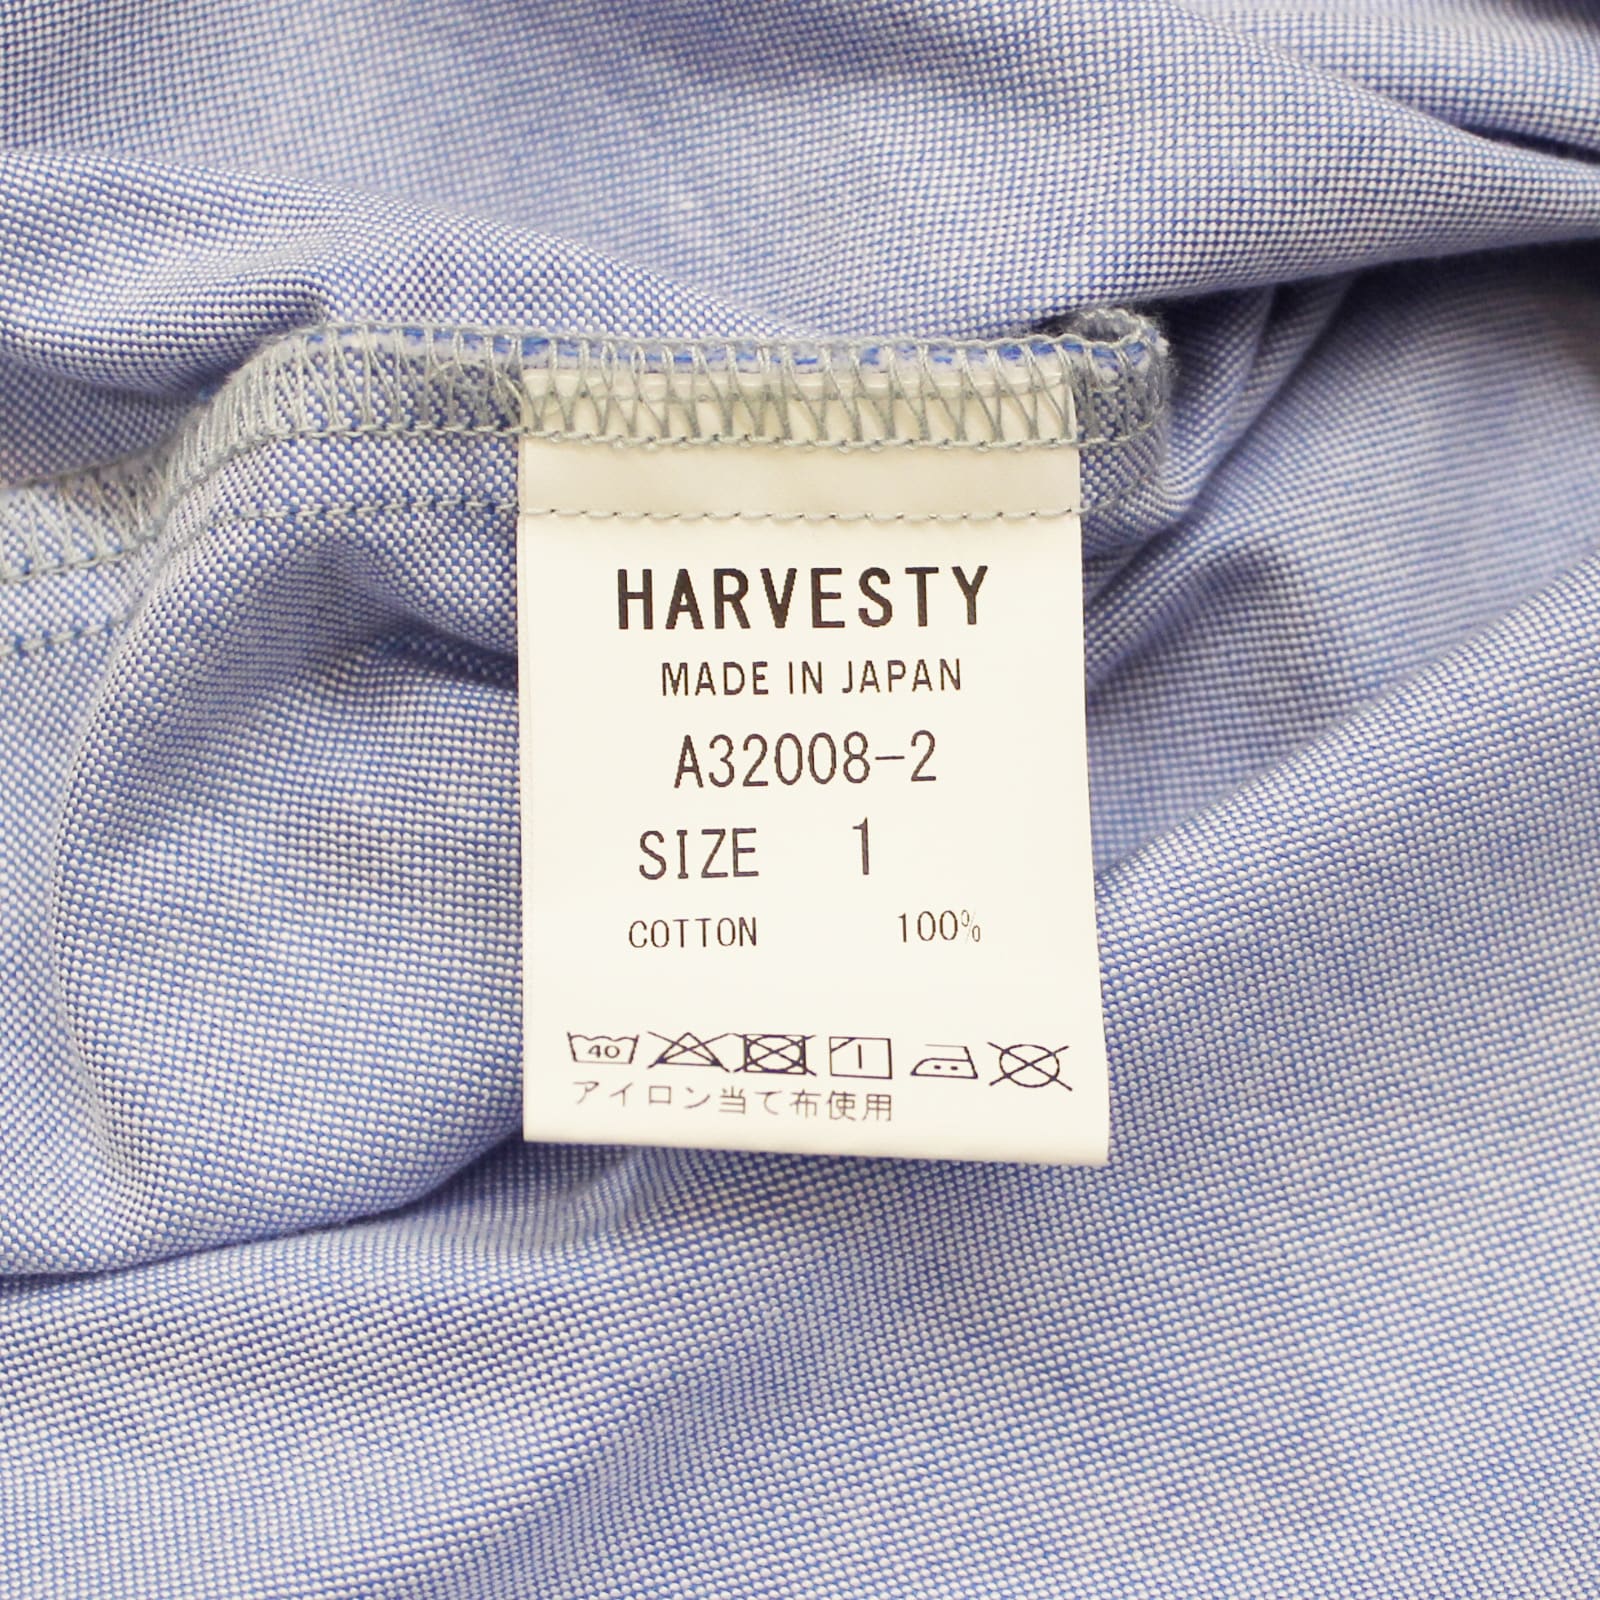 HARVESTY
MADE IN JAPAN
A32008-2
SIZE 1
COTTON 100%
40
アイロン当て布使用